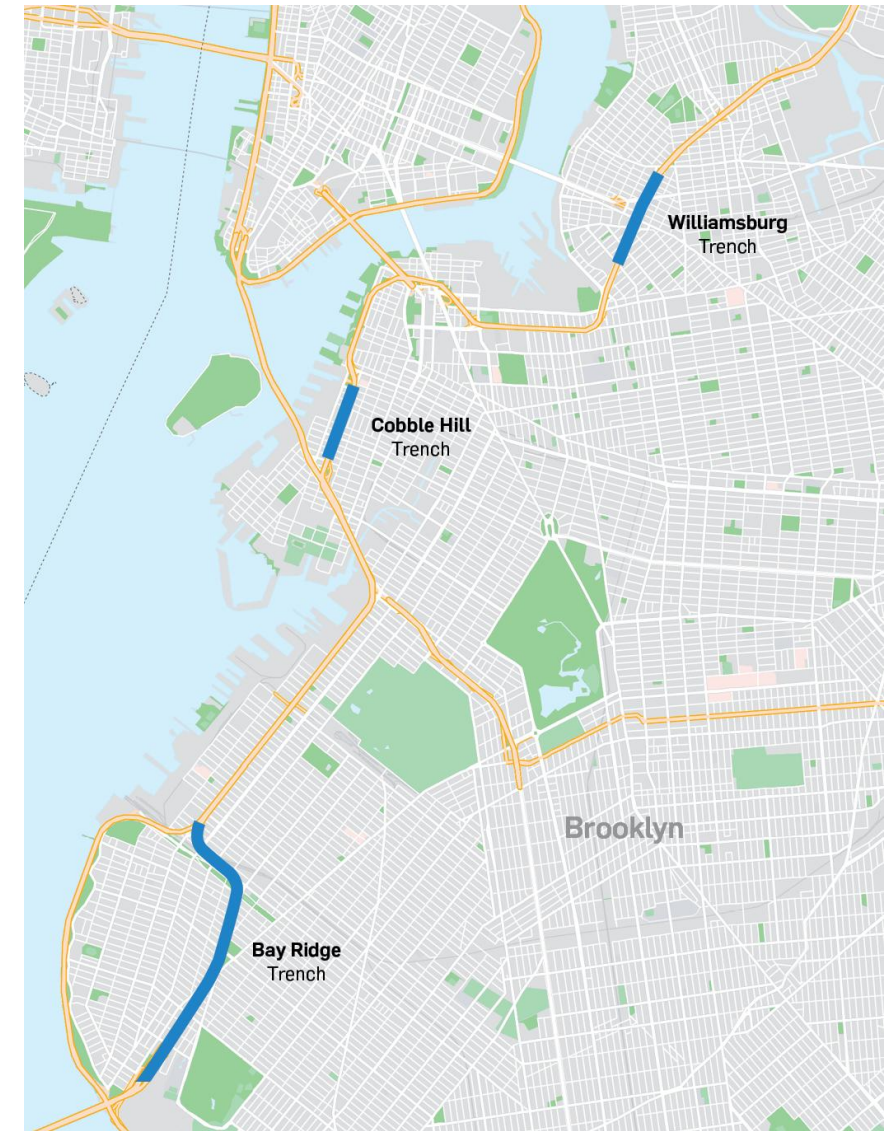 Williamsburg
Trench
Cobble Hill
Trench
Brooklyn
Bay Ridge
Trench